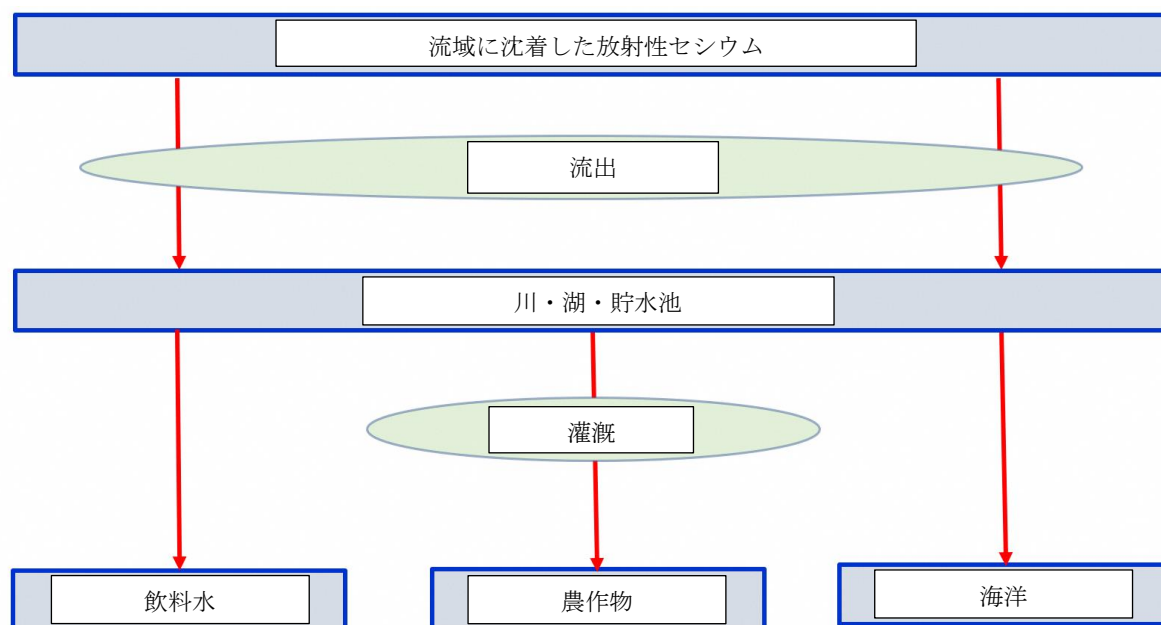 流域に沈着した放射性セシウム
流出
川・湖・貯水池
灌漑
飲料水
農作物
海洋